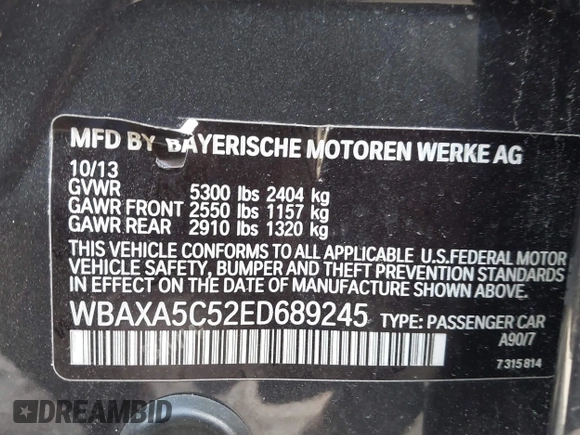 MFD BY BAYERISCHE MOTOREN WERKE AG
10/13
GVWR 5300 lbs 2404 kg
GAWR FRONT 2550 lbs 1157 kg
GAWR REAR 2910 lbs 1320 kg
THIS VEHICLE CONFORMS TO ALL APPLICABLE U.S.FEDERAL MOTOR
VEHICLE SAFETY, BUMPER AND THEFT PREVENTION STANDARDS
IN EFFECT ON THE DATE OF MANUFACTURE SHOWN ABOVE.
WBAXA5C52ED689245 TYPE: PASSENGER CAR
A90/7
7315814
DREAMBID